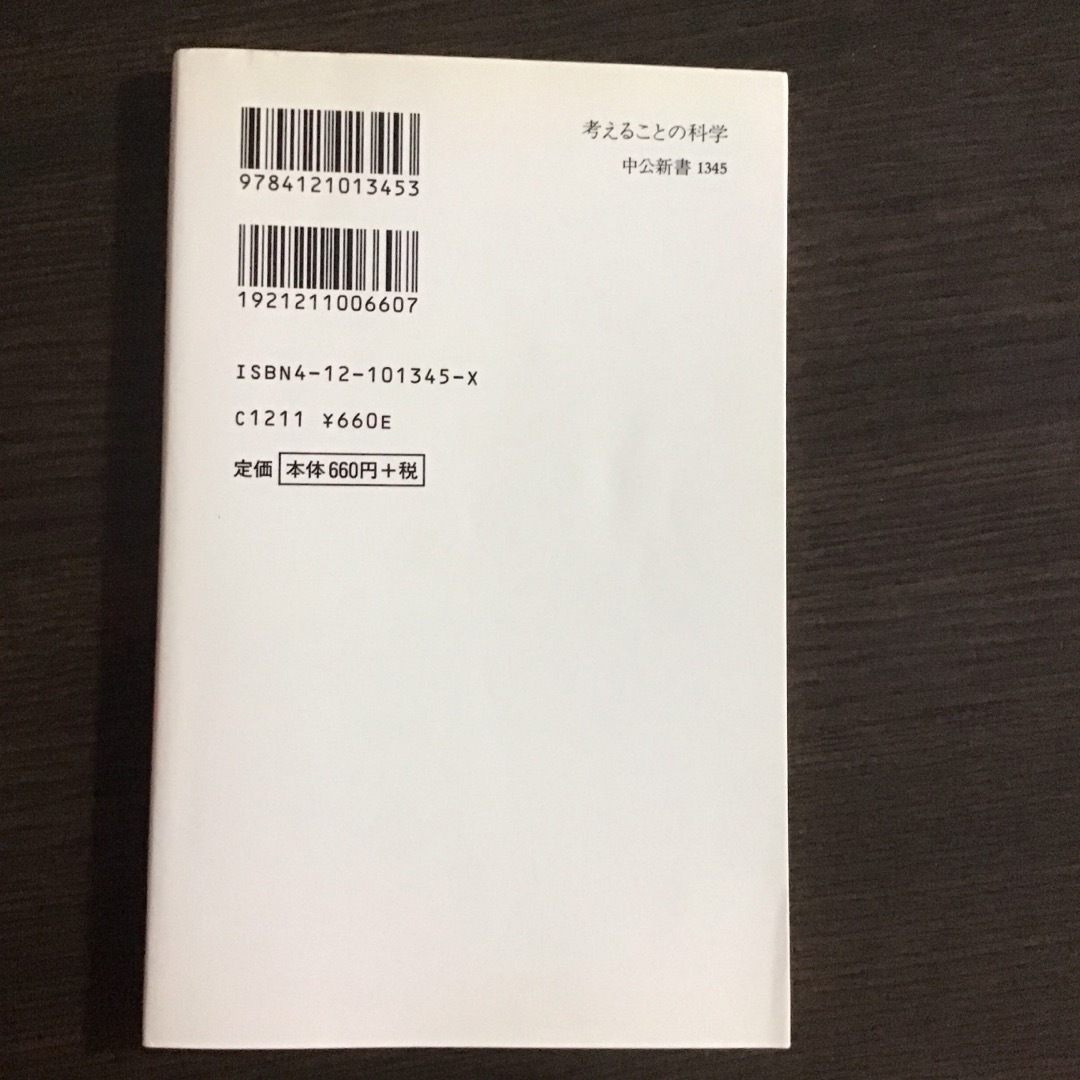 9784121013453
考えることの科学
中公新書 1345
1921211006607
ISBN4-12-101345-X
C1211 ¥660E
定価 本体660円+税